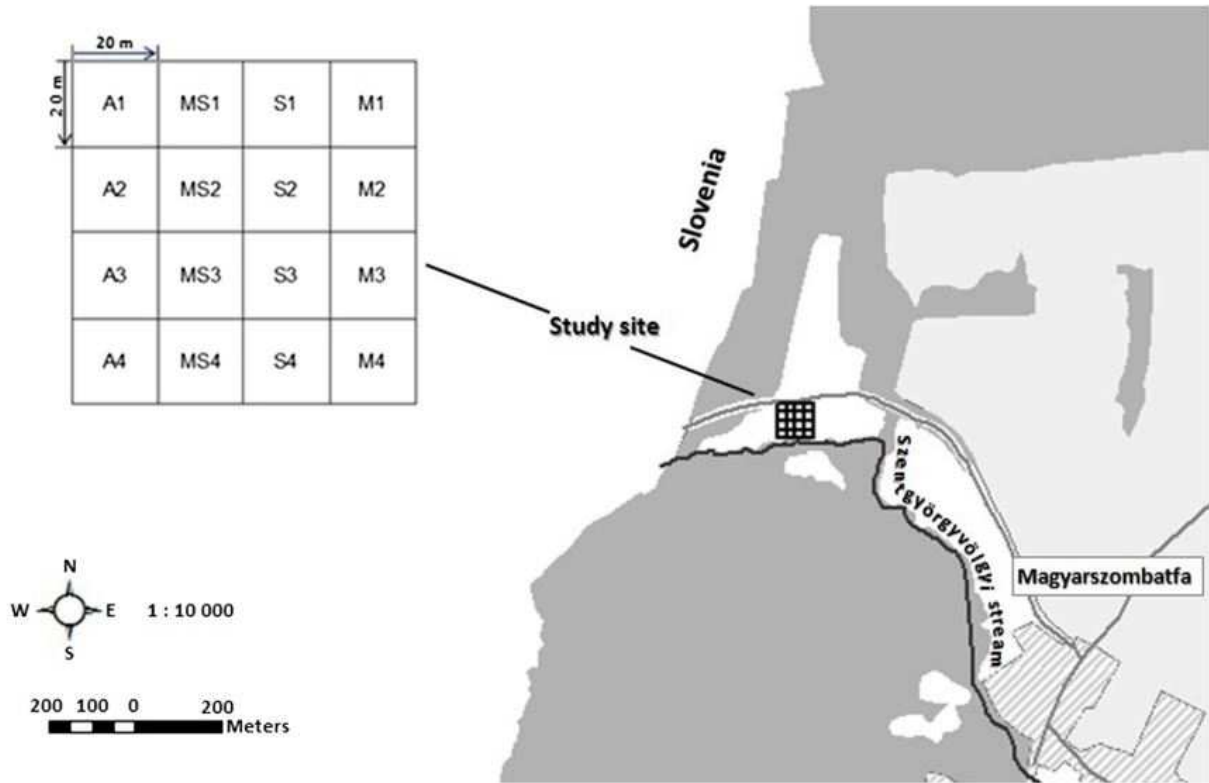 20 m
20 m
A1 MS1 S1 M1
A2 MS2 S2 M2
A3 MS3 S3 M3
A4 MS4 S4 M4
Slovenia
Study site
Szentgyörgyvölgyi stream
Magyarszombatfa
N
W E 1 : 10 000
S
200 100 0 200
Meters